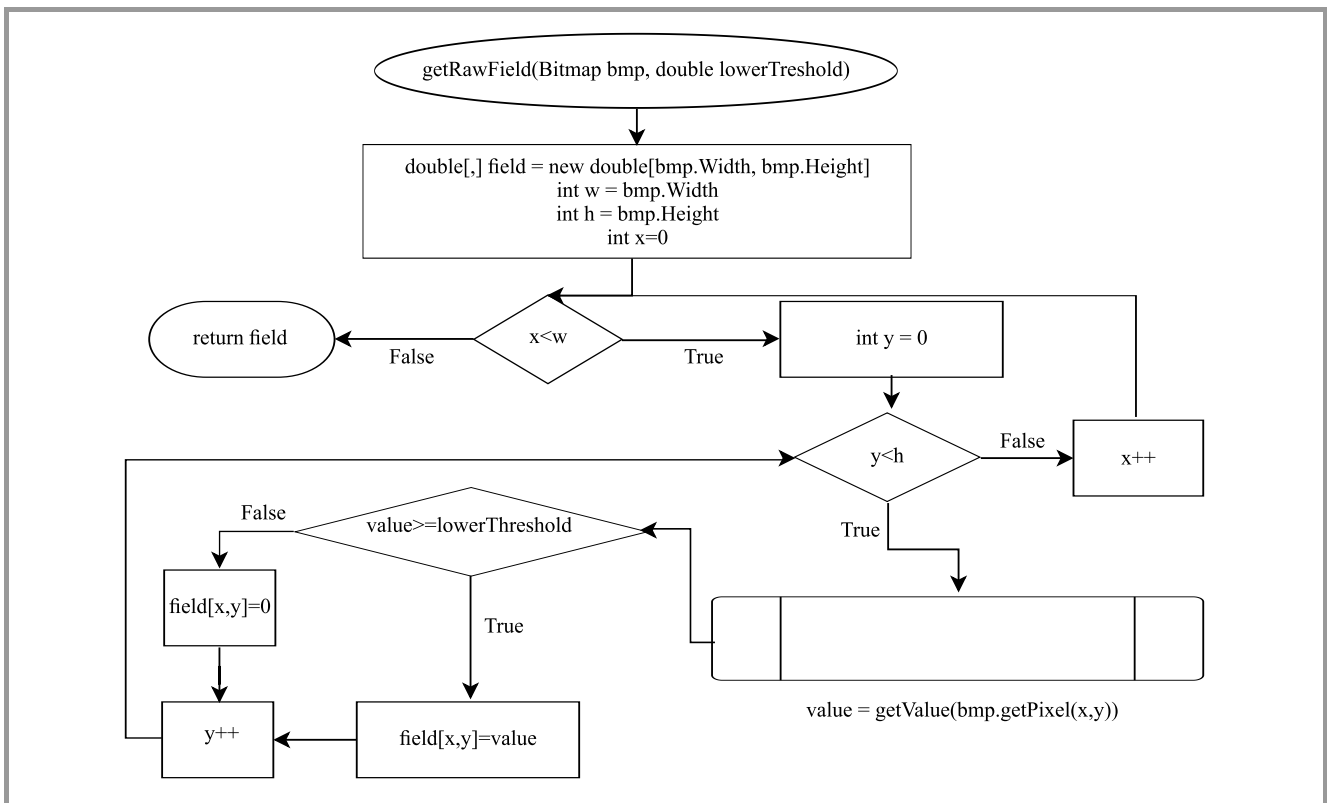 getRawField(Bitmap bmp, double lowerTreshold)
double[,] field = new double[bmp.Width, bmp.Height]
int w = bmp.Width
int h = bmp.Height
int x=0
return field
False
x<w
True
int y = 0
y<h
False
x++
True
value = getValue(bmp.getPixel(x,y))
value>=lowerThreshold
False
field[x,y]=0
True
field[x,y]=value
y++